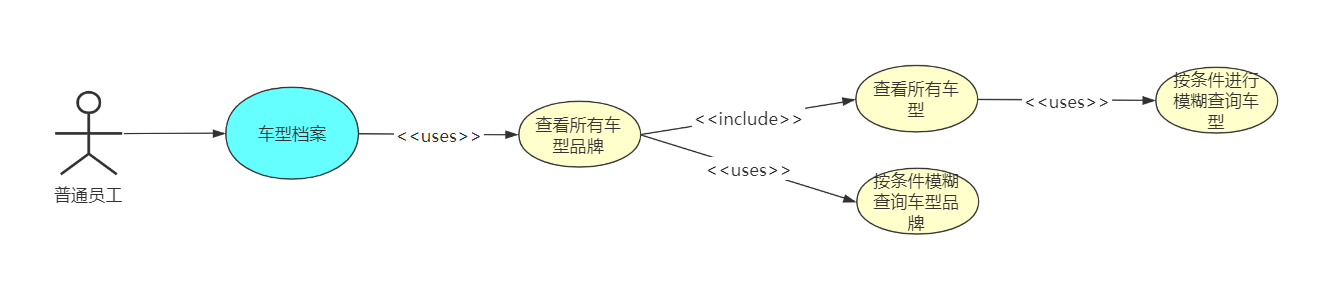 普通员工
车型档案
<<uses>>
查看所有车
型品牌
<<include>>
查看所有车
型
<<uses>>
按条件进行
模糊查询车
型
<<uses>>
按条件模糊
查询车型品
牌